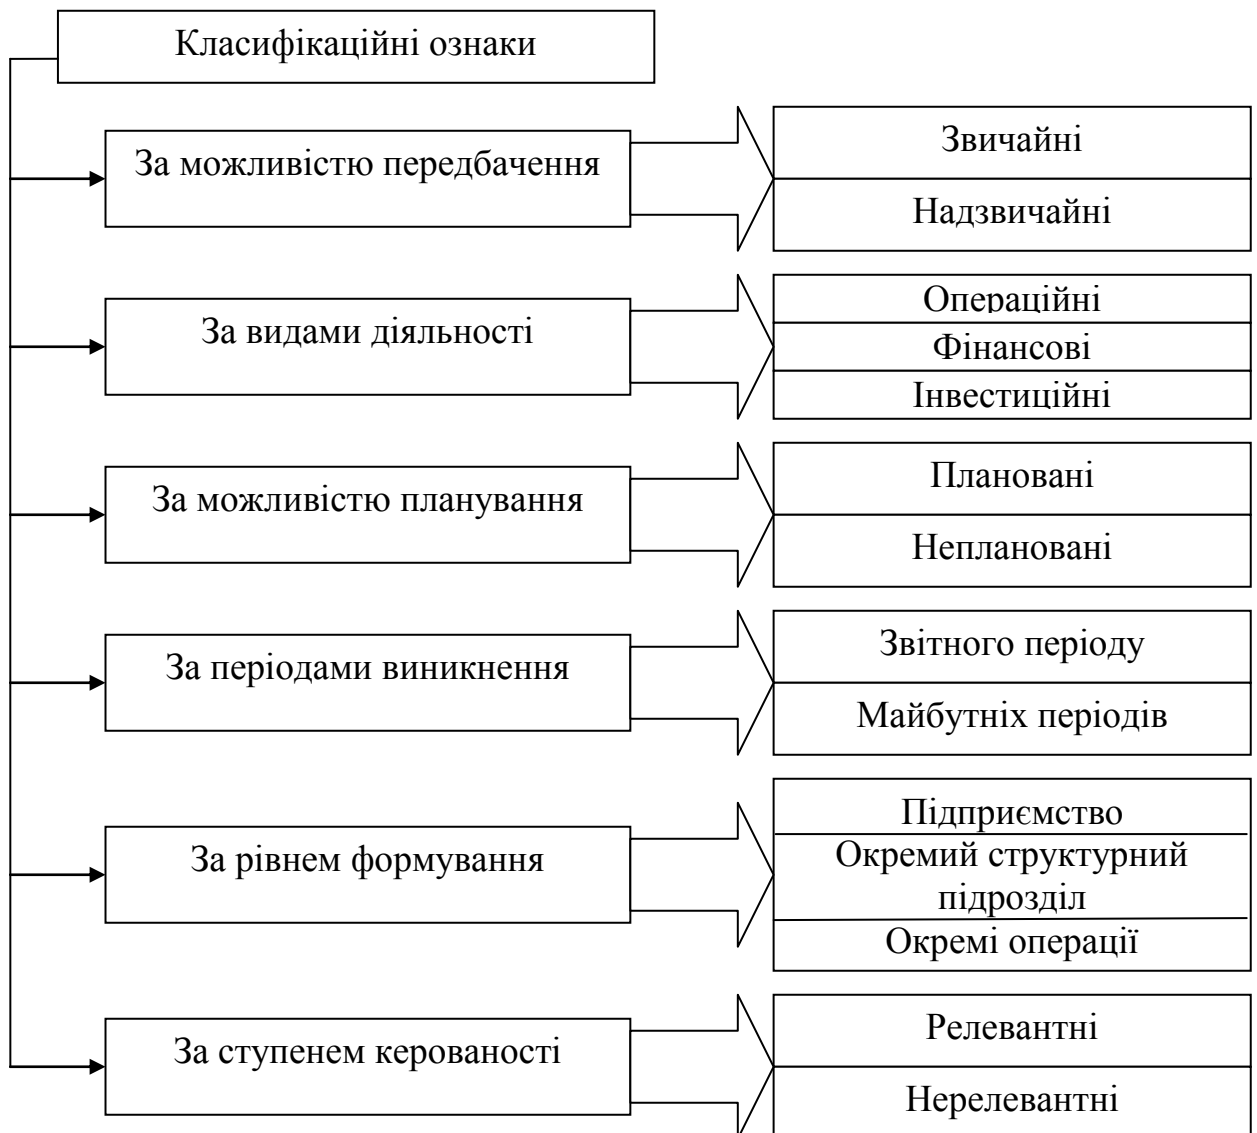 Класифікаційні ознаки
За можливістю передбачення
Звичайні
Надзвичайні
За видами діяльності
Операційні
Фінансові
Інвестиційні
За можливістю планування
Плановані
Неплановані
За періодами виникнення
Звітного періоду
Майбутніх періодів
За рівнем формування
Підприємство
Окремий структурний
підрозділ
Окремі операції
За ступенем керованості
Релевантні
Нерелевантні